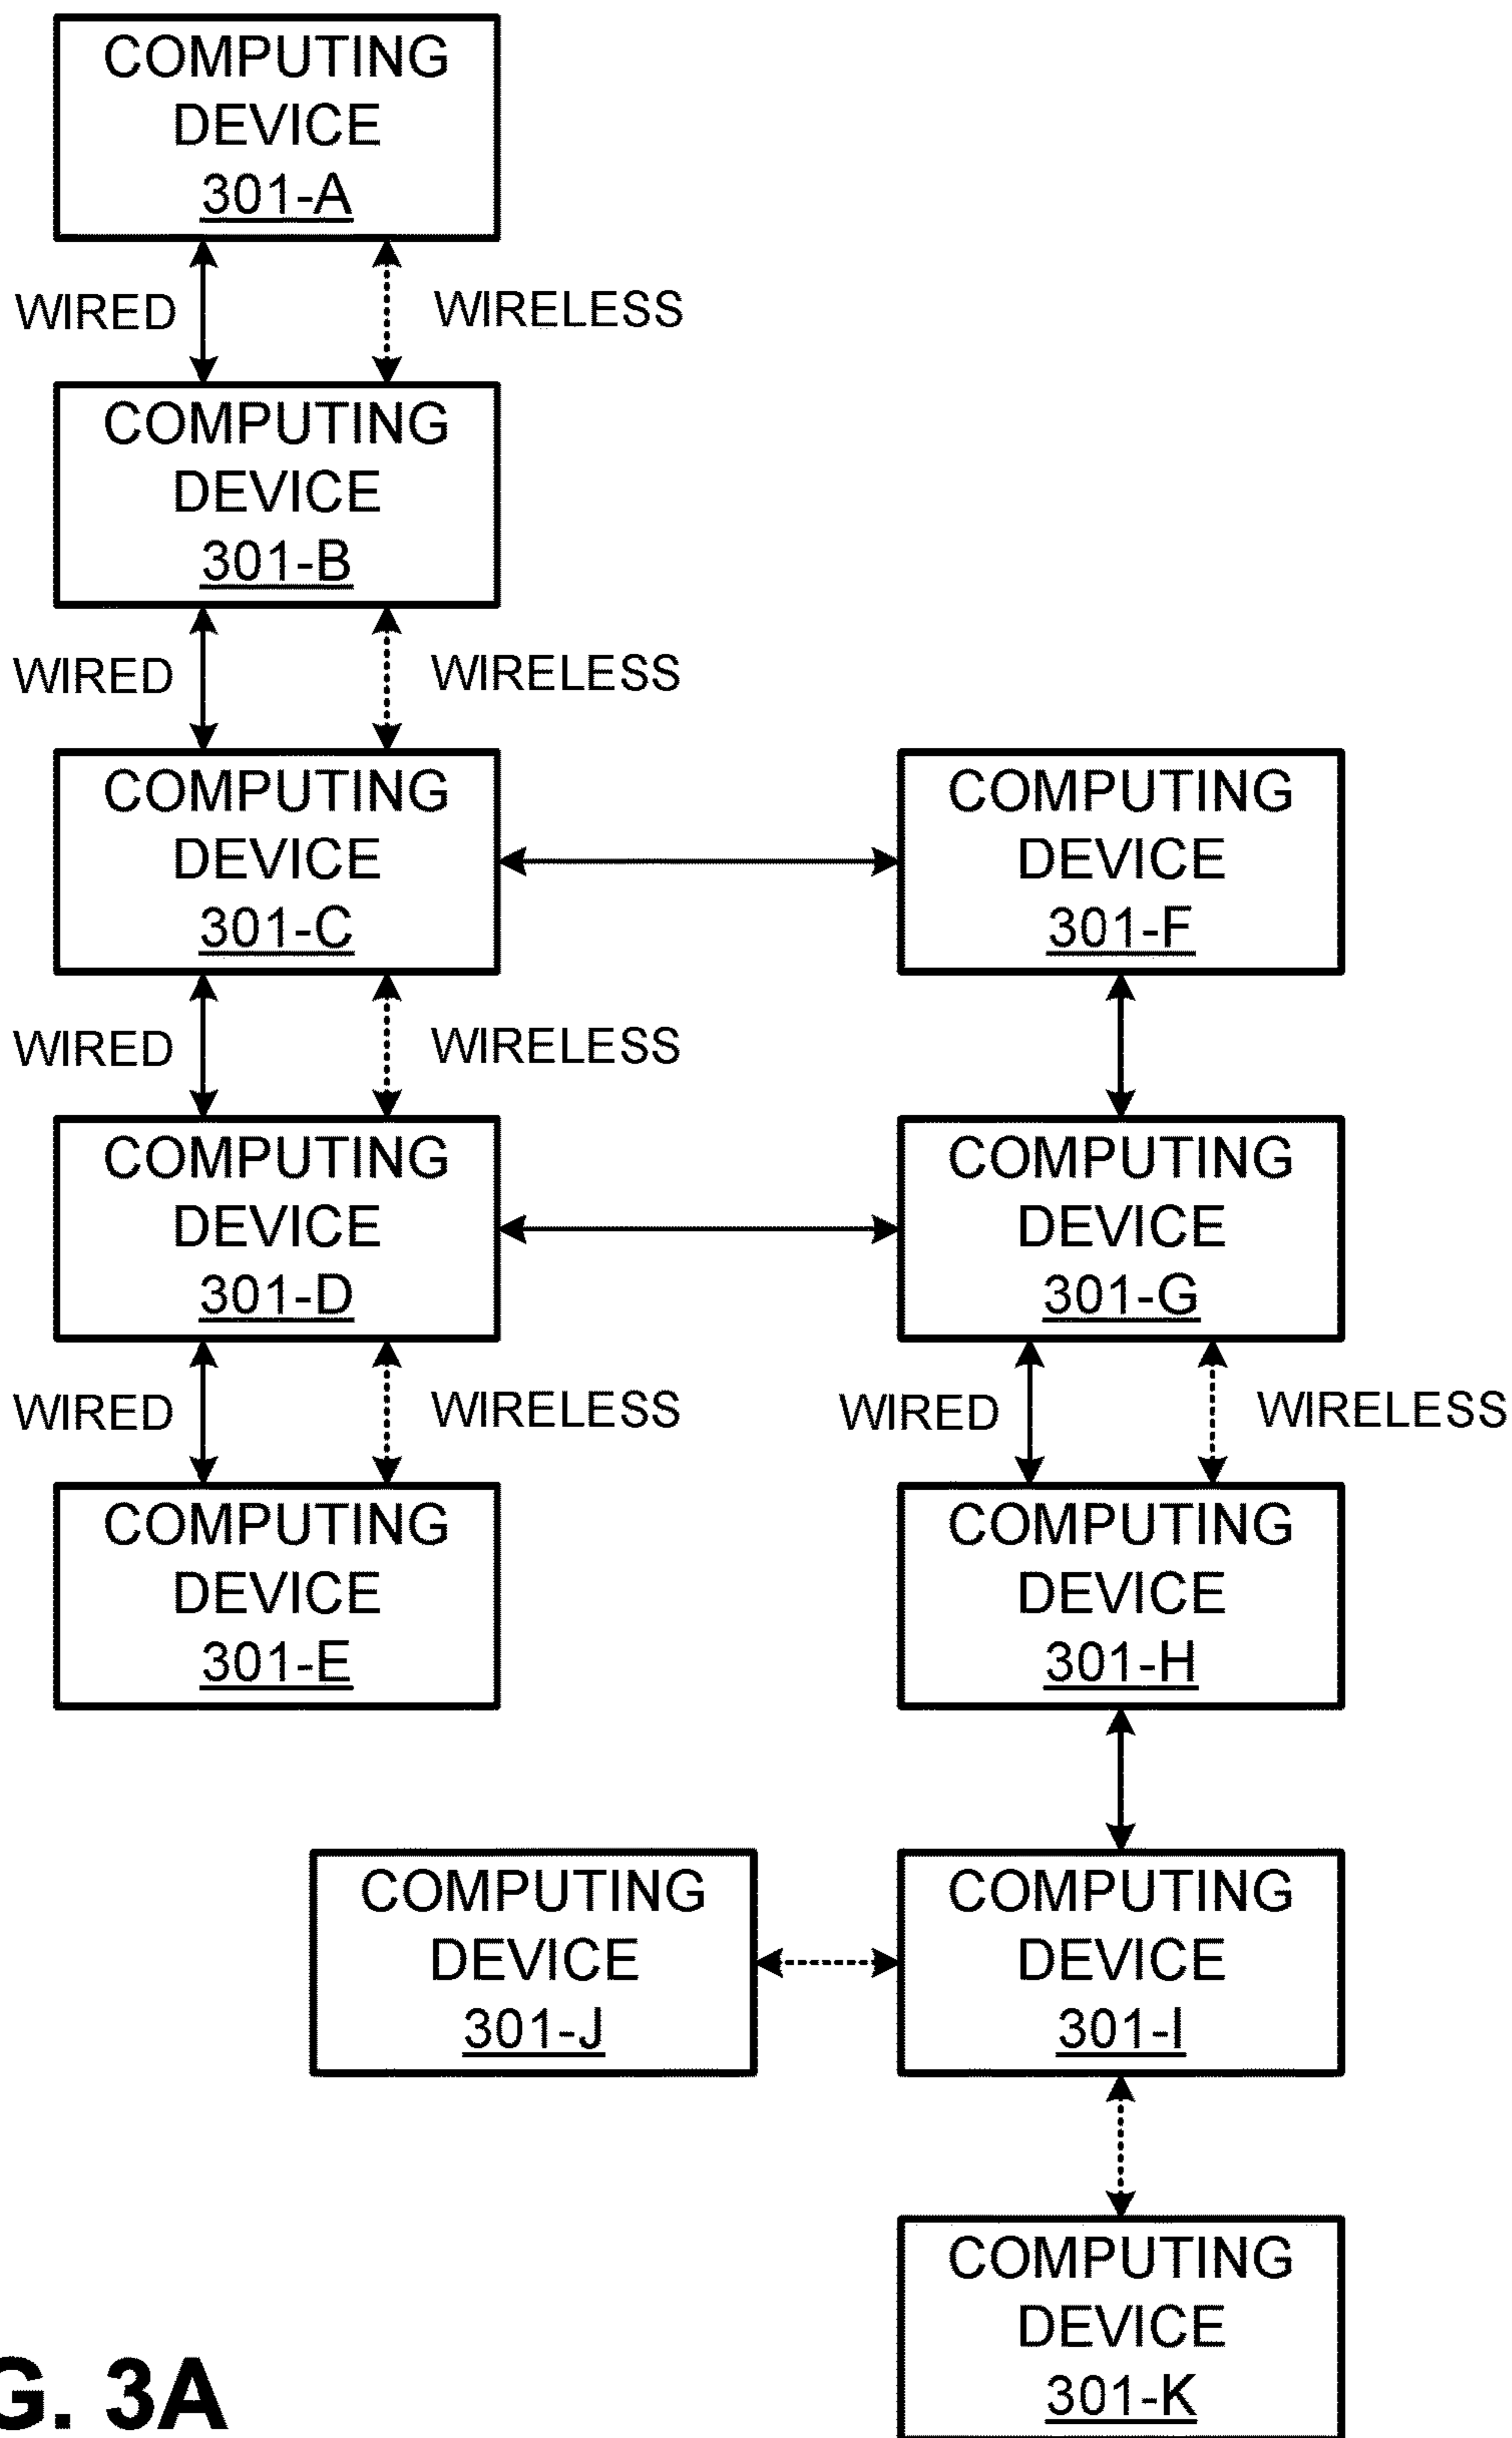 COMPUTING
DEVICE
301-A
WIRED
WIRELESS
COMPUTING
DEVICE
301-B
WIRED
WIRELESS
COMPUTING
DEVICE
301-C
COMPUTING
DEVICE
301-F
WIRED
WIRELESS
COMPUTING
DEVICE
301-D
COMPUTING
DEVICE
301-G
WIRED
WIRELESS
WIRED
WIRELESS
COMPUTING
DEVICE
301-E
COMPUTING
DEVICE
301-H
COMPUTING
DEVICE
301-J
COMPUTING
DEVICE
301-I
COMPUTING
DEVICE
301-K
G. 3A